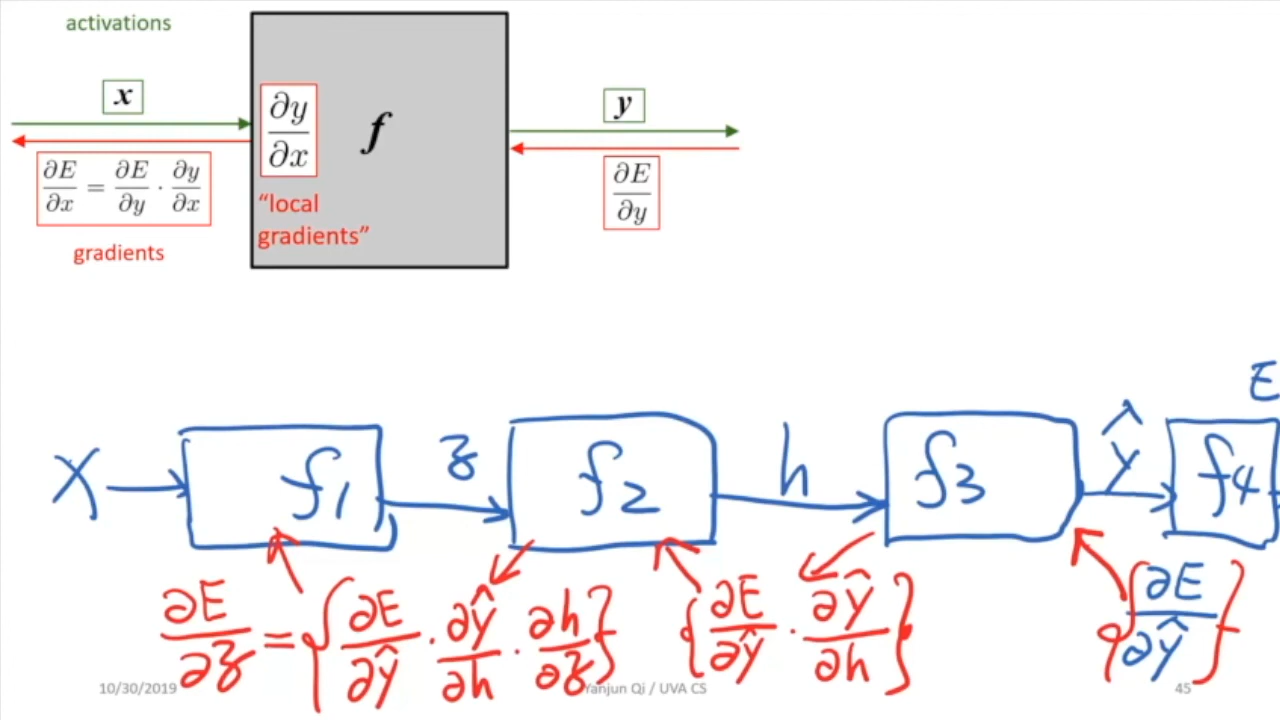 activations
x
∂y/∂x
f
y
∂E/∂x = ∂E/∂y · ∂y/∂x
"local
gradients"
∂E/∂y
gradients
E
X
f1
z
f2
h
f3
ŷ
f4
∂E/∂z = {∂E/∂ŷ · ∂ŷ/∂h · ∂h/∂z}
{∂E/∂ŷ · ∂ŷ/∂h}
{∂E/∂ŷ}
10/30/2019
Yanjun Qi / UVA CS
45